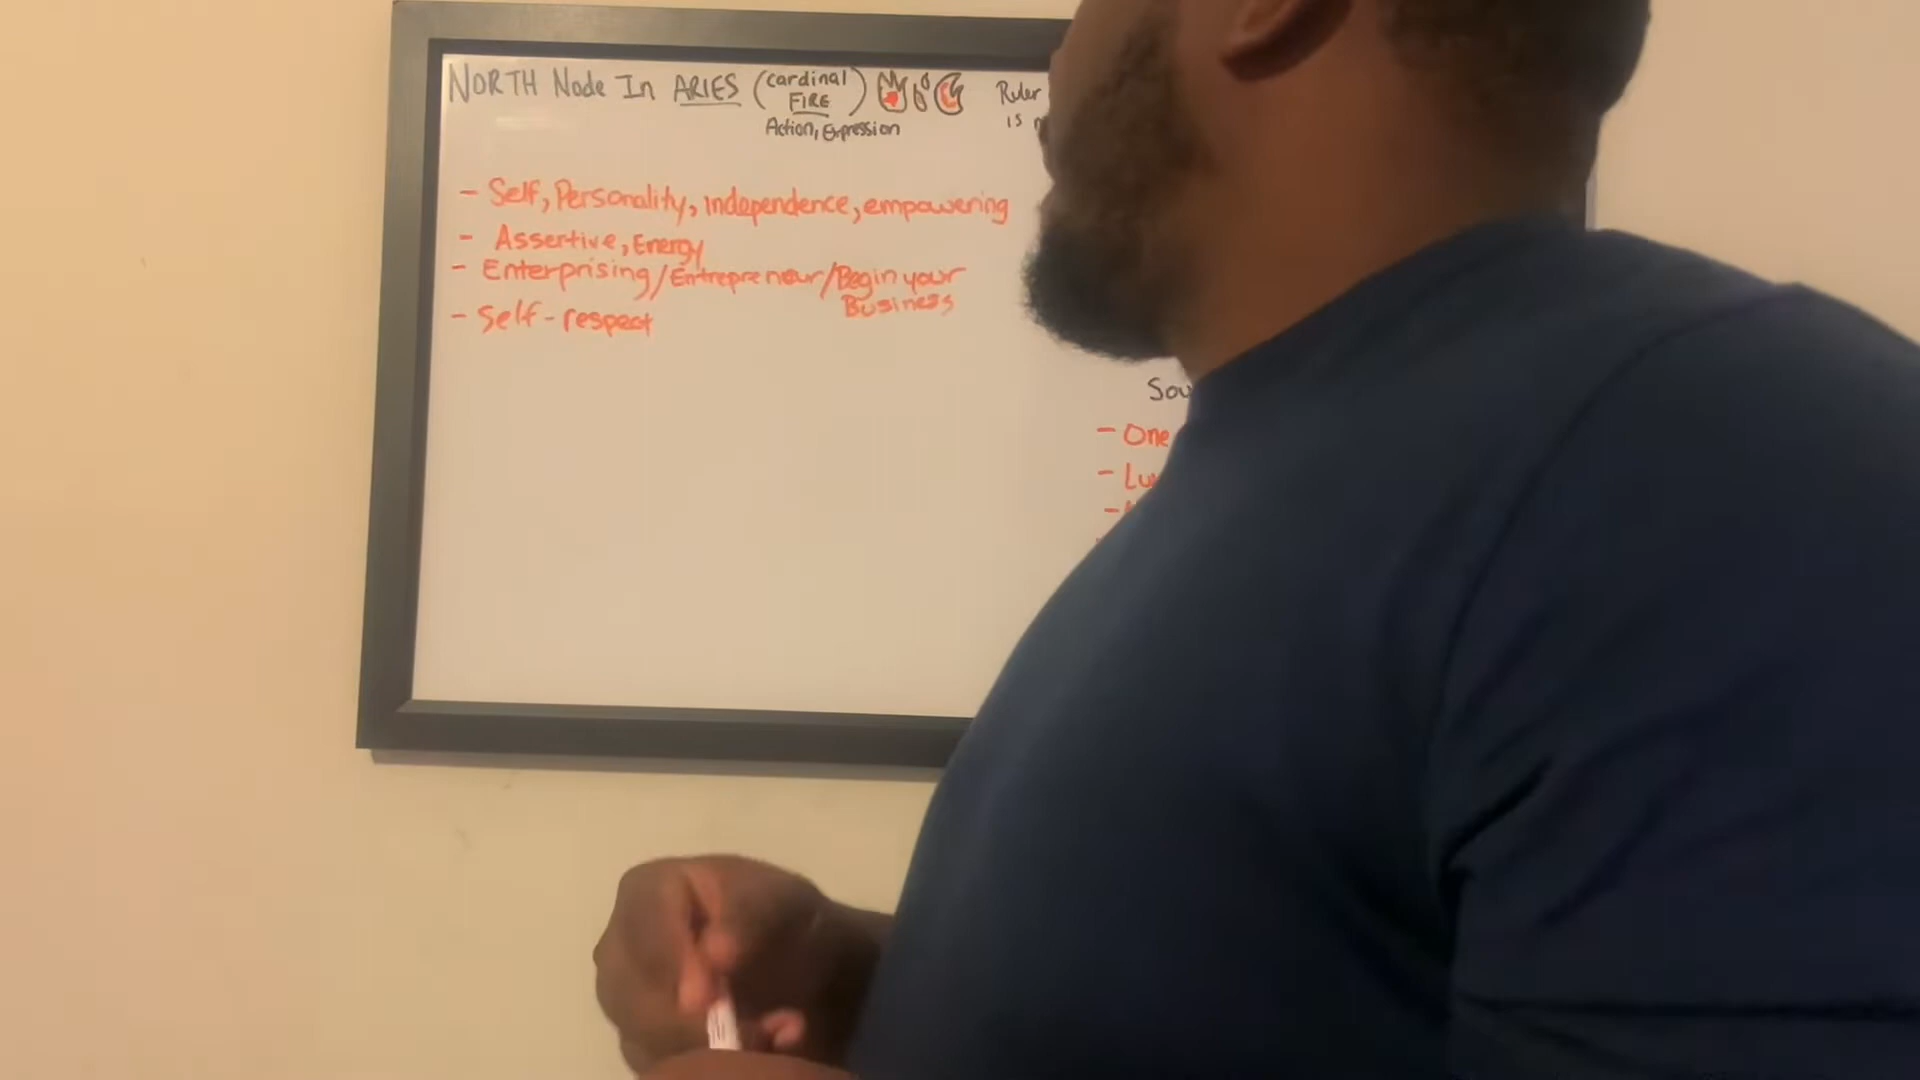 NORTH Node In ARIES (cardinal FIRE)
Action, Expression
Ruler
is
- Self, Personality, independence, empowering
- Assertive, Energy
- Enterprising/Entrepreneur/Begin your
Business
- Self-respect
- One